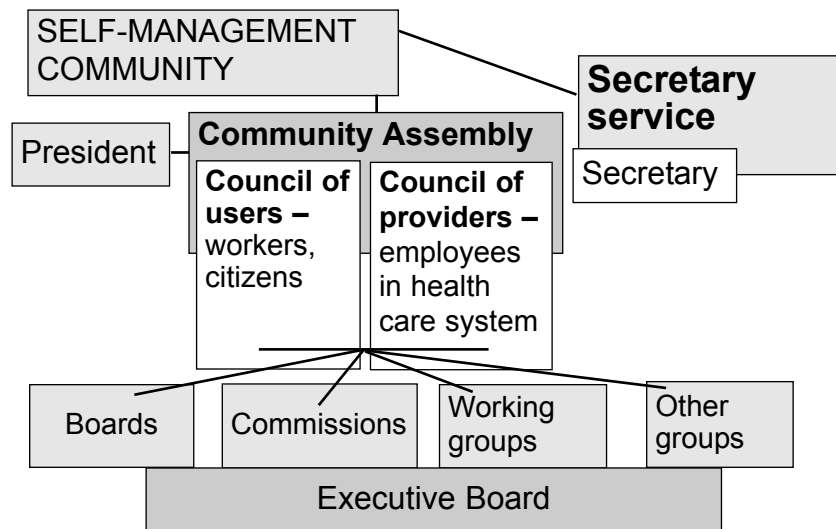 SELF-MANAGEMENT
COMMUNITY
Secretary
service
Secretary
President
Community Assembly
Council of
users –
workers,
citizens
Council of
providers –
employees
in health
care system
Boards
Commissions
Working
groups
Other
groups
Executive Board